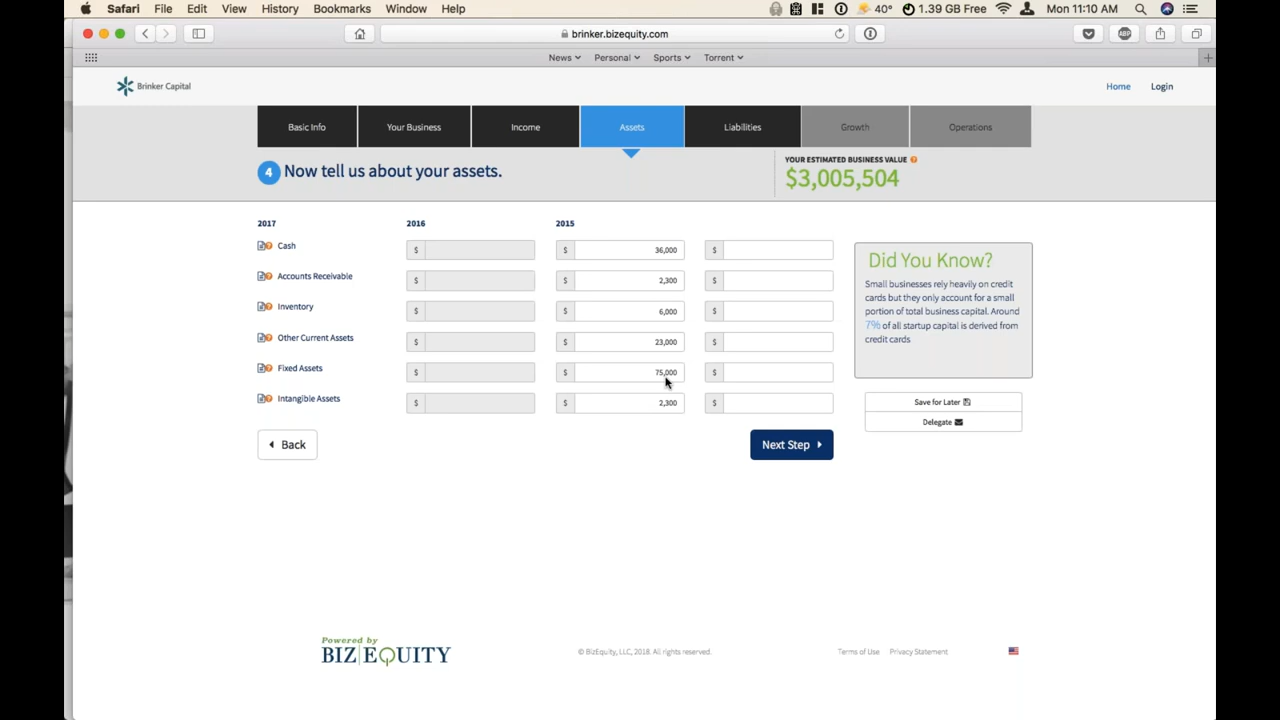 Safari File Edit View History Bookmarks Window Help 40° 1.39 GB Free Mon 11:10 AM
brinker.bizequity.com
ABP
News Personal Sports Torrent
Brinker Capital
Home Login
Basic Info Your Business Income Assets Liabilities Growth Operations
4 Now tell us about your assets.
YOUR ESTIMATED BUSINESS VALUE ?
$3,005,504
2017 2016 2015
Cash $ $ 36,000 $
Accounts Receivable $ $ 2,300 $
Inventory $ $ 6,000 $
Other Current Assets $ $ 23,000 $
Fixed Assets $ $ 75,000 $
Intangible Assets $ $ 2,300 $
Back Next Step
Did You Know?
Small businesses rely heavily on credit
cards but they only account for a small
portion of total business capital. Around
7% of all startup capital is derived from
credit cards
Save for Later
Delegate
Powered by
BIZ EQUITY
© BizEquity, LLC, 2018. All rights reserved.
Terms of Use Privacy Statement